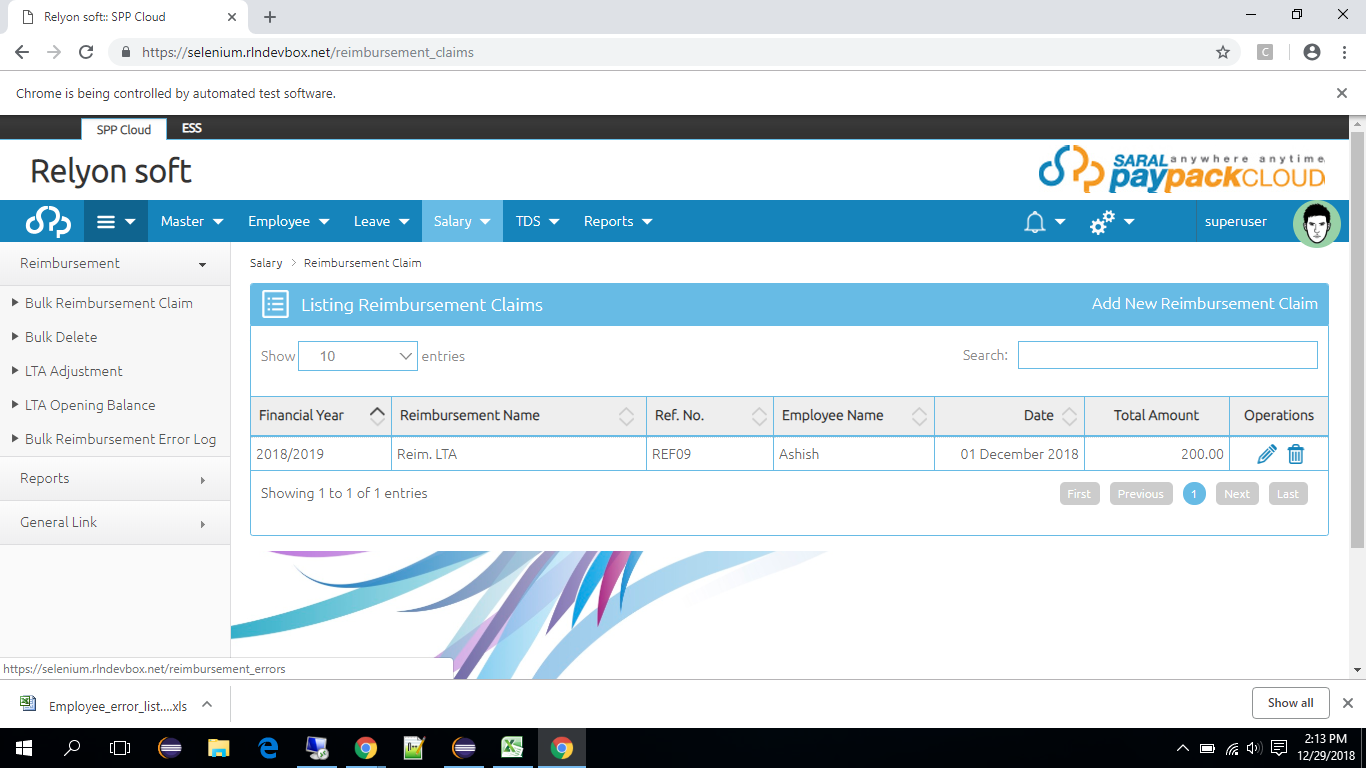 Relyon soft:: SPP Cloud
https://selenium.rlndevbox.net/reimbursement_claims
C
Chrome is being controlled by automated test software.
SPP Cloud ESS
Relyon soft
SARAL anywhere anytime
paypackCLOUD
Master Employee Leave Salary TDS Reports superuser
Reimbursement
Bulk Reimbursement Claim
Bulk Delete
LTA Adjustment
LTA Opening Balance
Bulk Reimbursement Error Log
Reports
General Link
Salary > Reimbursement Claim
Listing Reimbursement Claims Add New Reimbursement Claim
Show 10 entries Search:
Financial Year Reimbursement Name Ref. No. Employee Name Date Total Amount Operations
2018/2019 Reim. LTA REF09 Ashish 01 December 2018 200.00
Showing 1 to 1 of 1 entries First Previous 1 Next Last
https://selenium.rlndevbox.net/reimbursement_errors
Employee_error_list....xls Show all
2:13 PM
12/29/2018